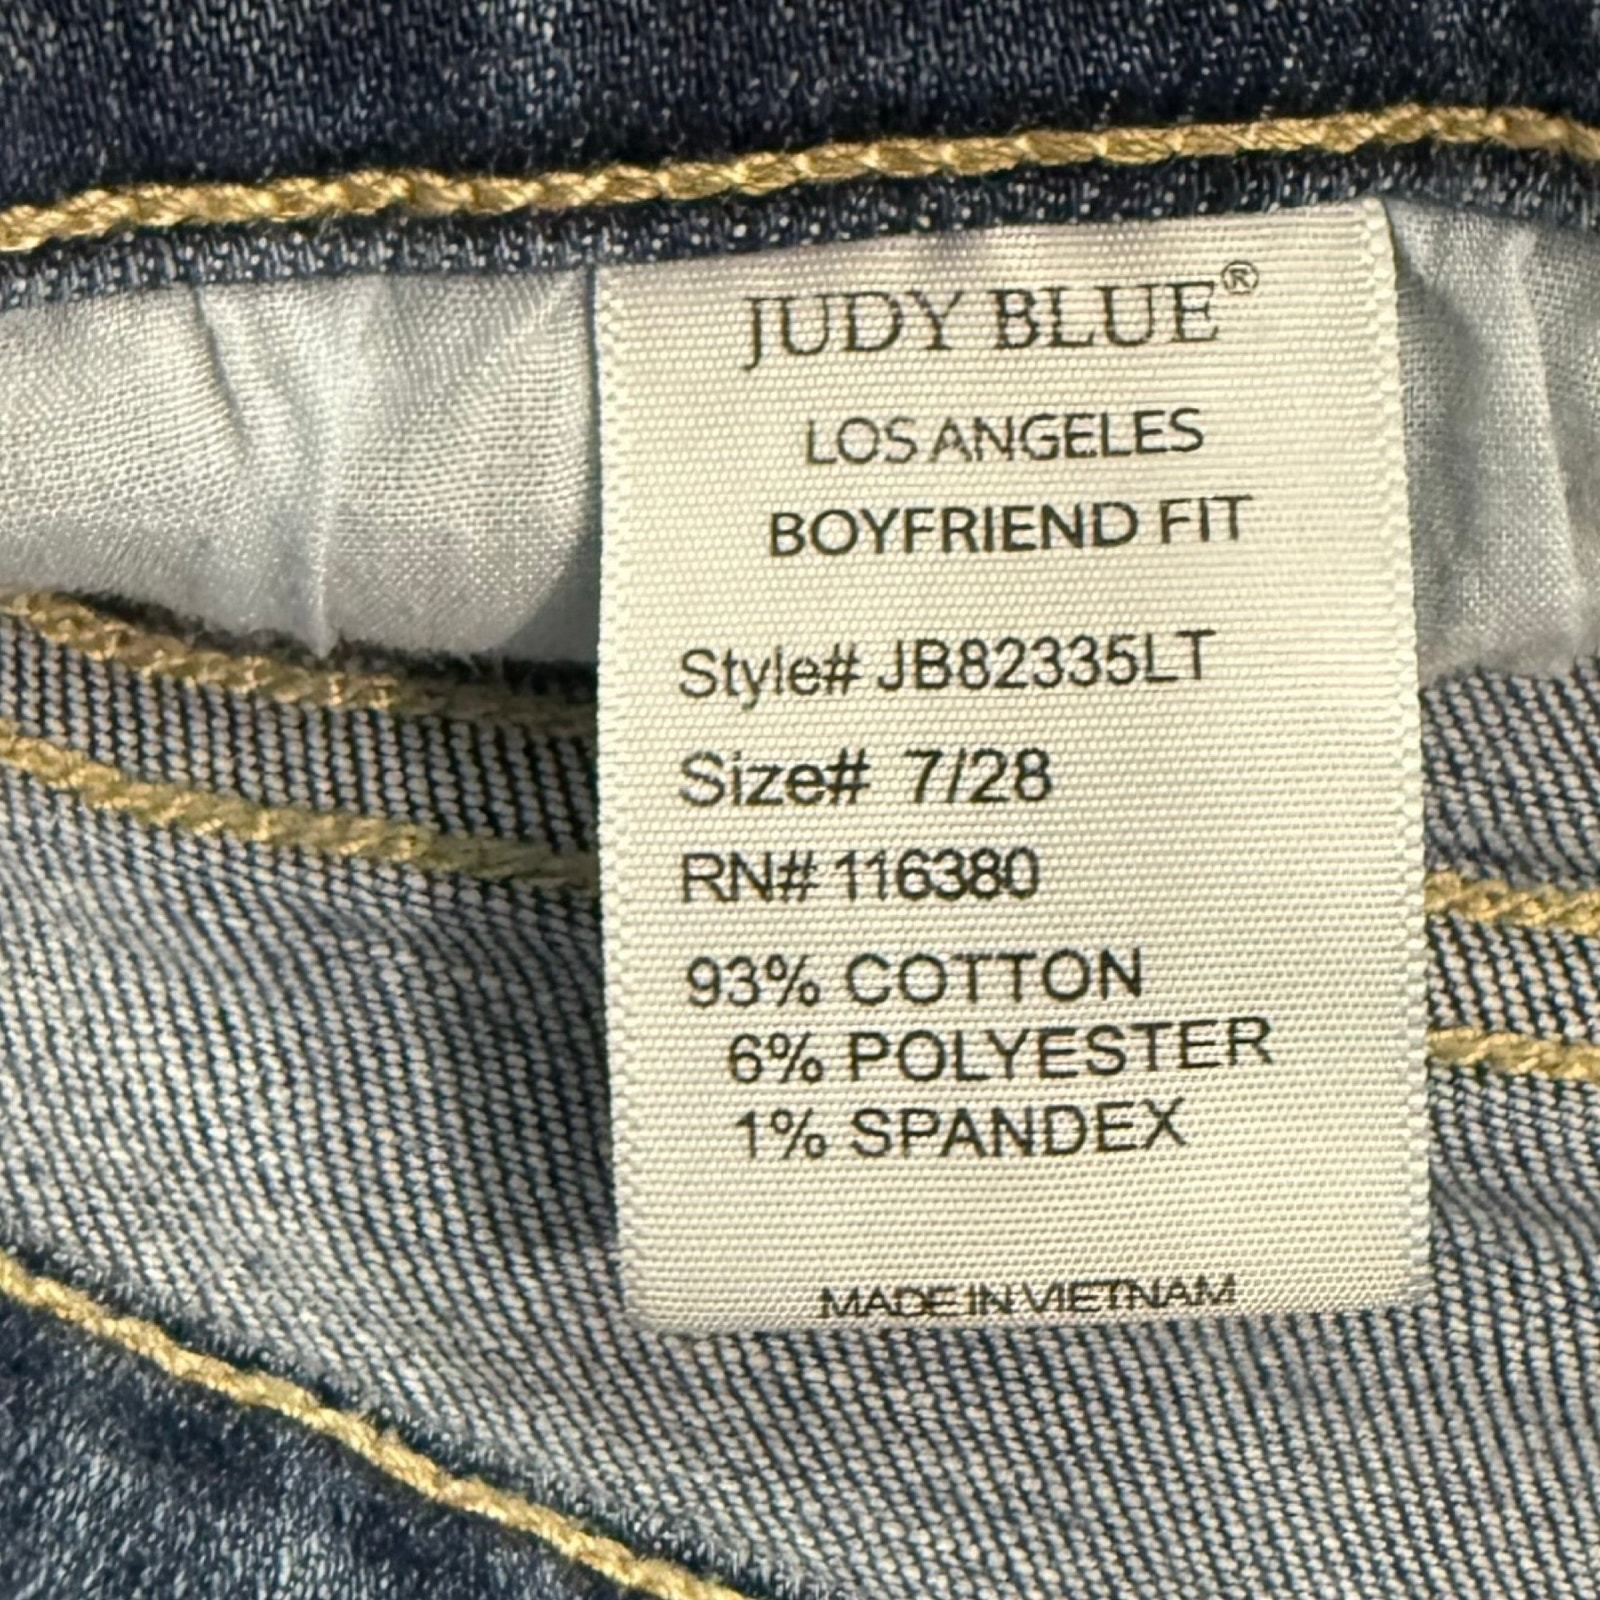 JUDY BLUE®
LOS ANGELES
BOYFRIEND FIT
Style# JB82335LT
Size# 7/28
RN# 116380
93% COTTON
6% POLYESTER
1% SPANDEX
MADE IN VIETNAM